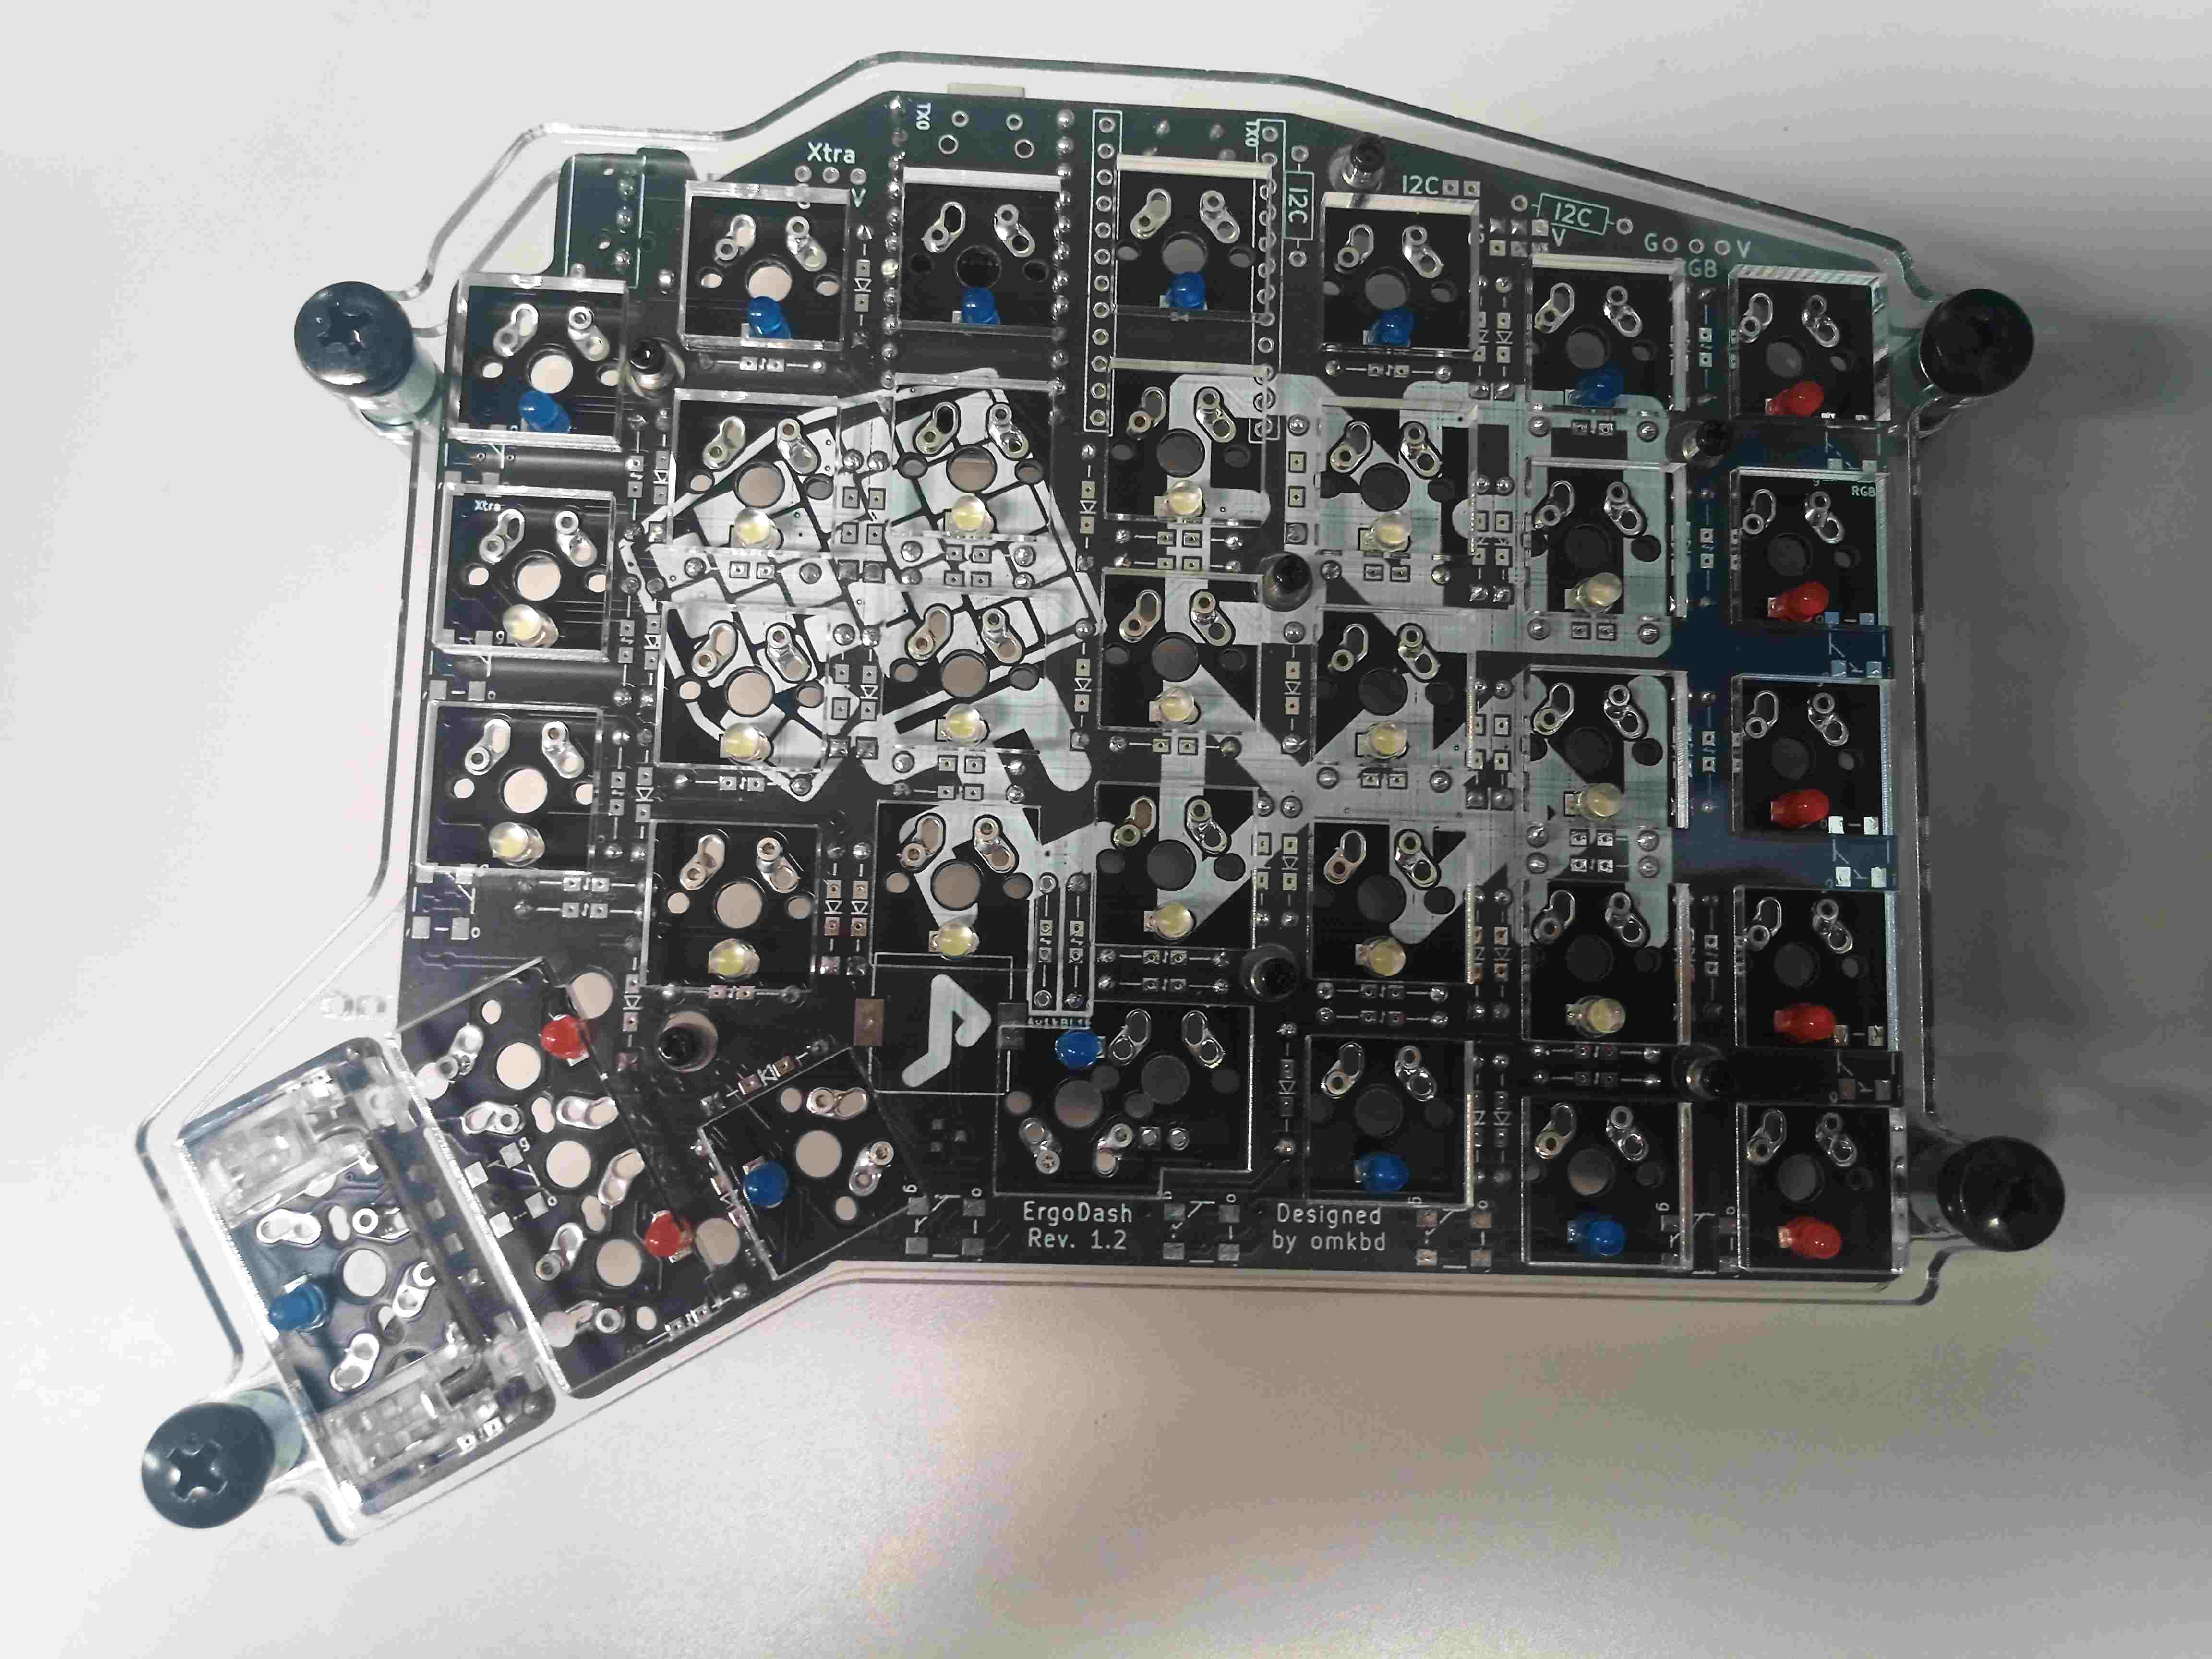 TX0
TX0
Xtra
V
I2C
I2C
I2C
V
G
V
RGB
Xtra
RGB
ErgoDash
Rev. 1.2
Designed
by omkbd